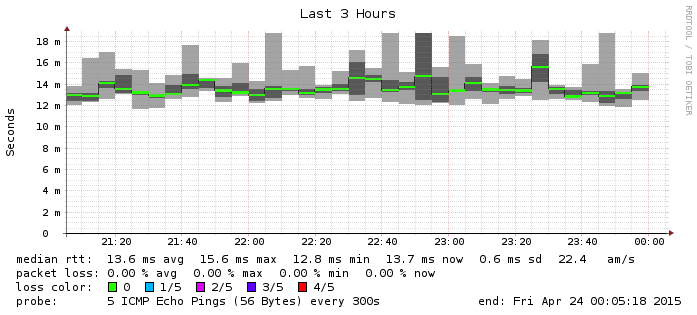 Last 3 Hours
RRDTOOL / TOBI OETIKER
Seconds
18 m
16 m
14 m
12 m
10 m
8 m
6 m
4 m
2 m
0
21:20 21:40 22:00 22:20 22:40 23:00 23:20 23:40 00:00
median rtt: 13.6 ms avg 15.6 ms max 12.8 ms min 13.7 ms now 0.6 ms sd 22.4 am/s
packet loss: 0.00 % avg 0.00 % max 0.00 % min 0.00 % now
loss color: 0 1/5 2/5 3/5 4/5
probe: 5 ICMP Echo Pings (56 Bytes) every 300s end: Fri Apr 24 00:05:18 2015